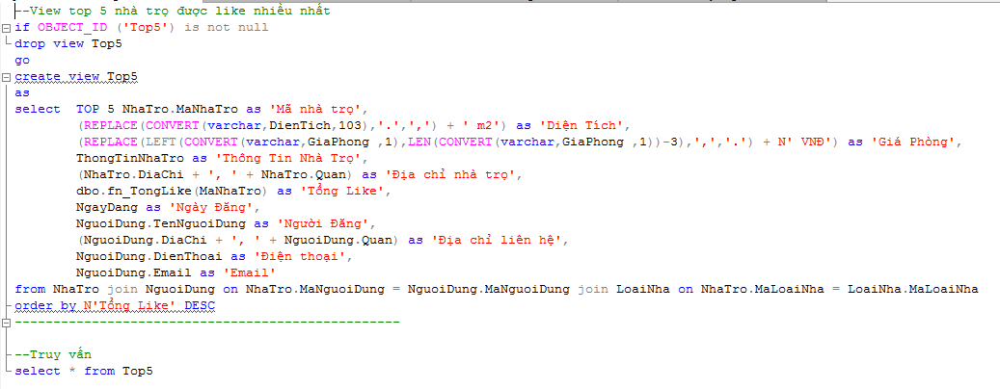 --View top 5 nhà trọ được like nhiều nhất
if OBJECT_ID ('Top5') is not null
drop view Top5
go
create view Top5
as
select  TOP 5 NhaTro.MaNhaTro as 'Mã nhà trọ',
        (REPLACE(CONVERT(varchar,DienTich,103),'.',',') + ' m2') as 'Diện Tích',
        (REPLACE(LEFT(CONVERT(varchar,GiaPhong ,1),LEN(CONVERT(varchar,GiaPhong ,1))-3),',','.') + N' VNĐ') as 'Giá Phòng',
        ThongTinNhaTro as 'Thông Tin Nhà Trọ',
        (NhaTro.DiaChi + ', ' + NhaTro.Quan) as 'Địa chỉ nhà trọ',
        dbo.fn_TongLike(MaNhaTro) as 'Tổng Like',
        NgayDang as 'Ngày Đăng',
        NguoiDung.TenNguoiDung as 'Người Đăng',
        (NguoiDung.DiaChi + ', ' + NguoiDung.Quan) as 'Địa chỉ liên hệ',
        NguoiDung.DienThoai as 'Điện thoại',
        NguoiDung.Email as 'Email'
from NhaTro join NguoiDung on NhaTro.MaNguoiDung = NguoiDung.MaNguoiDung join LoaiNha on NhaTro.MaLoaiNha = LoaiNha.MaLoaiNha
order by N'Tổng Like' DESC
--------------------------------------------------
--Truy vấn
select * from Top5